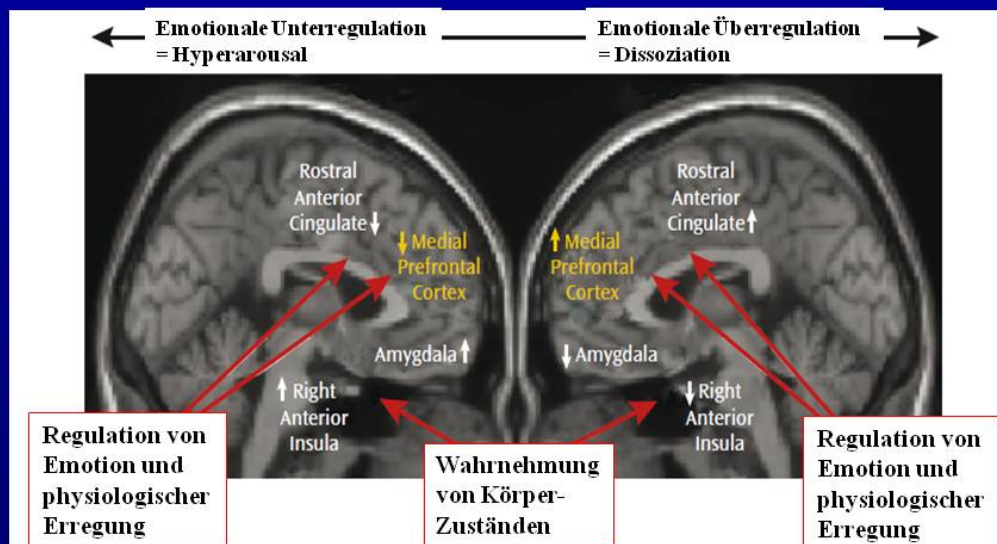 Emotionale Unterregulation
= Hyperarousal
Emotionale Überregulation
= Dissoziation
Rostral
Anterior
Cingulate ↓
↓ Medial
Prefrontal
Cortex
Amygdala ↑
↑ Right
Anterior
Insula
Rostral
Anterior
Cingulate ↑
↑ Medial
Prefrontal
Cortex
↓ Amygdala
↓ Right
Anterior
Insula
Regulation von
Emotion und
physiologischer
Erregung
Wahrnehmung
von Körper-
Zuständen
Regulation von
Emotion und
physiologischer
Erregung